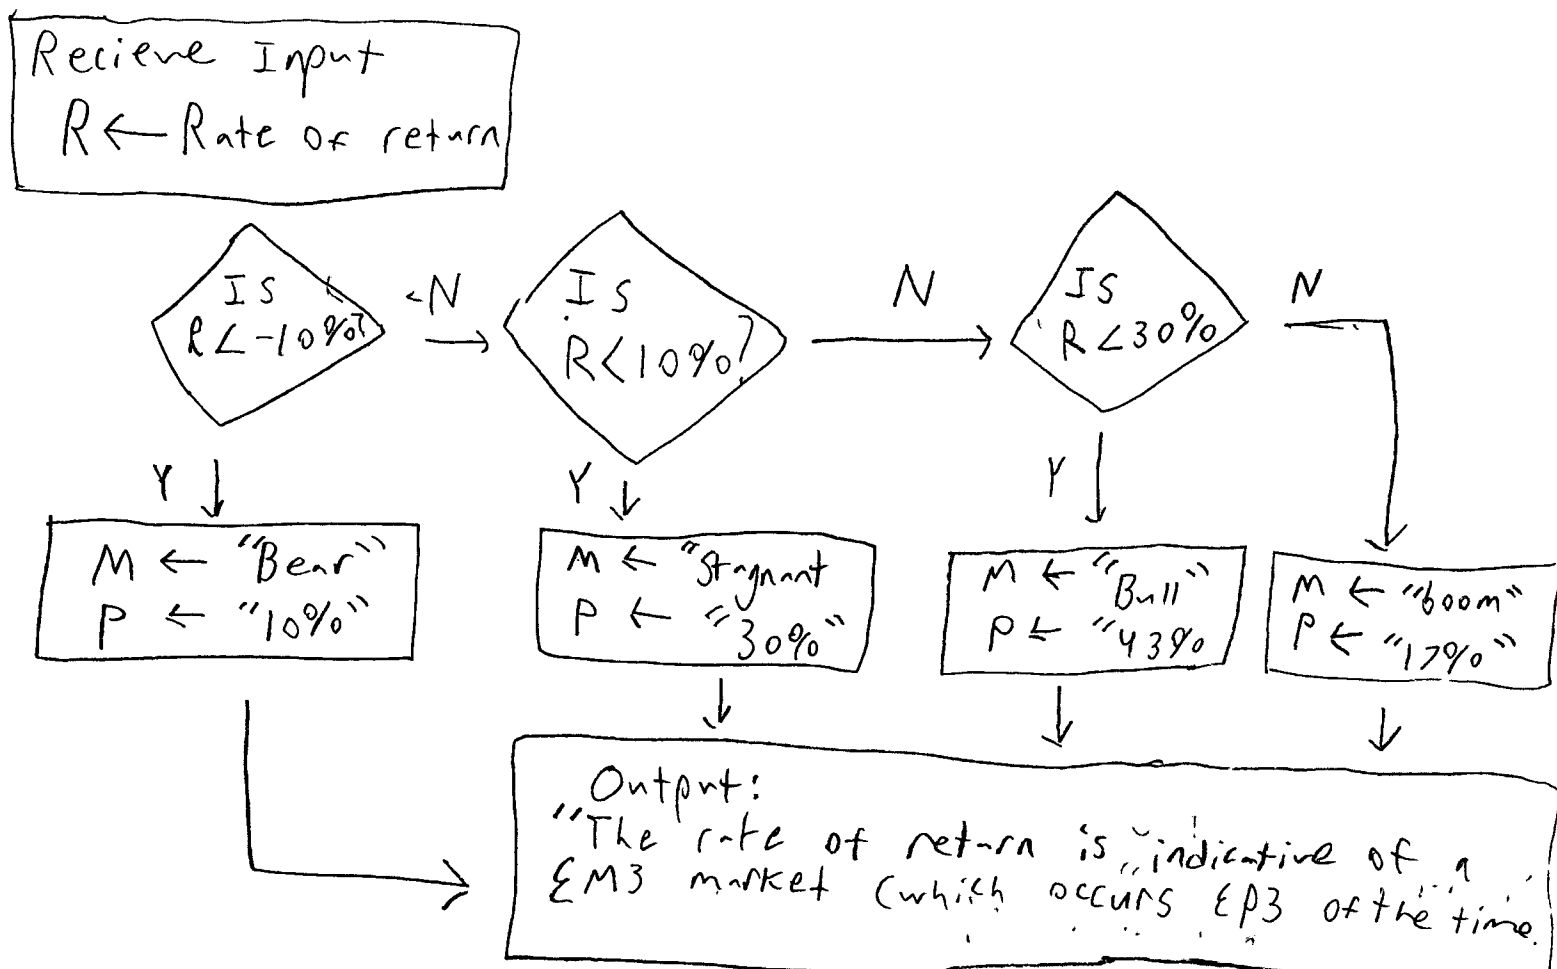 Recieve Input
R ← Rate of return
Is
R < -10%?
N
Is
R < 10%?
N
Is
R < 30%
N
Y
Y
Y
M ← "Bear"
P ← "10%"
M ← "Stagnant
P ← "30%"
M ← "Bull"
P ← "43%
M ← "boom"
P ← "17%"
Output:
"The rate of return is indicative of a
{M} market (which occurs {P} of the time.